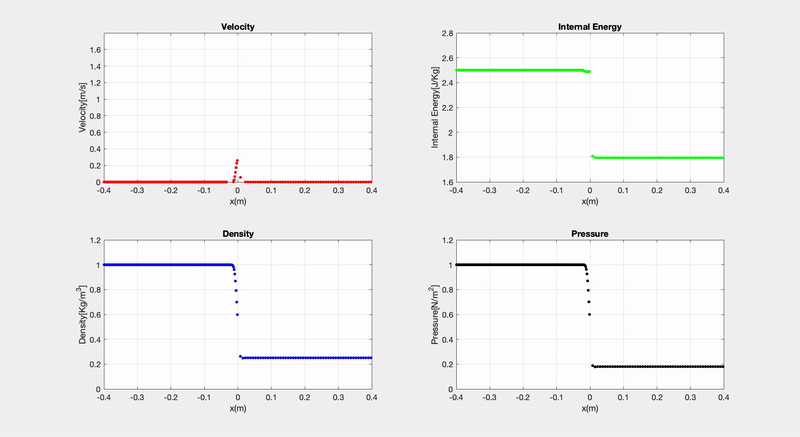 Velocity
Velocity[m/s]
1.6
1.4
1.2
1
0.8
0.6
0.4
0.2
0
-0.4 -0.3 -0.2 -0.1 0 0.1 0.2 0.3 0.4
x(m)
Internal Energy
Internal Energy[J/Kg]
2.8
2.6
2.4
2.2
2
1.8
1.6
-0.4 -0.3 -0.2 -0.1 0 0.1 0.2 0.3 0.4
x(m)
Density
Density[Kg/m³]
1.2
1
0.8
0.6
0.4
0.2
0
-0.4 -0.3 -0.2 -0.1 0 0.1 0.2 0.3 0.4
x(m)
Pressure
Pressure[N/m²]
1.2
1
0.8
0.6
0.4
0.2
0
-0.4 -0.3 -0.2 -0.1 0 0.1 0.2 0.3 0.4
x(m)